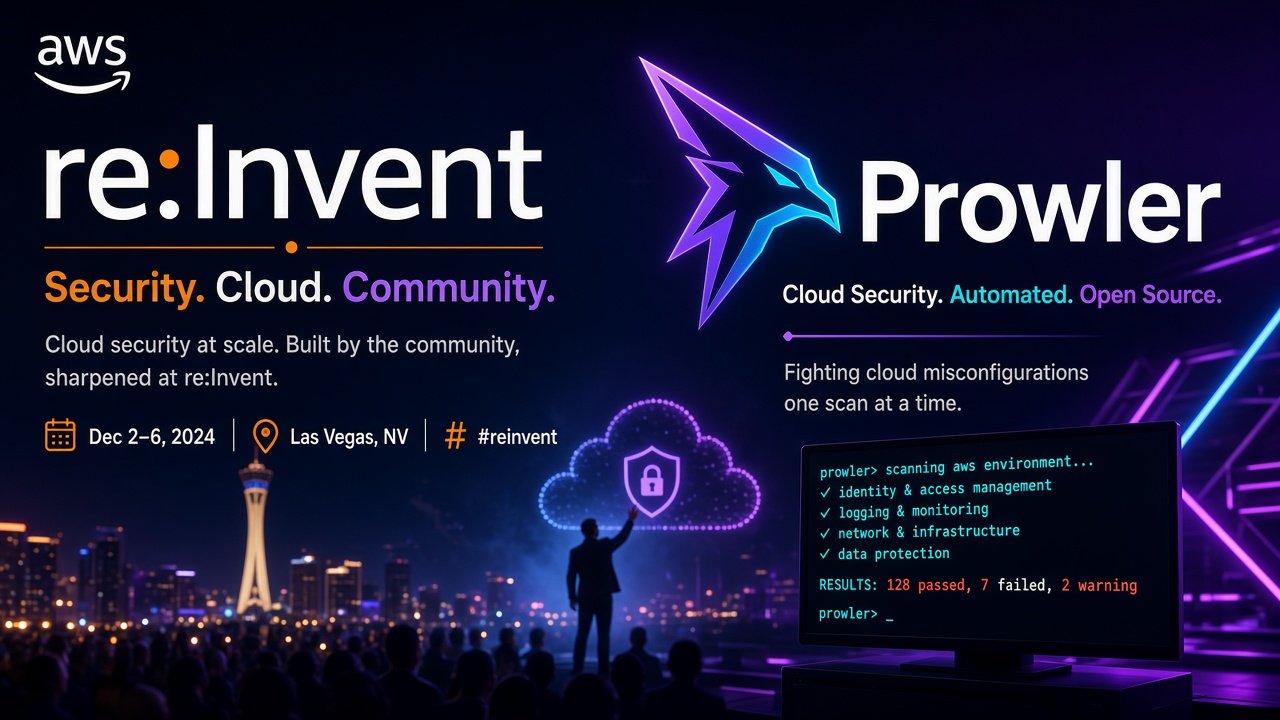 aws
re:Invent
Security. Cloud. Community.
Cloud security at scale. Built by the community,
sharpened at re:Invent.
Dec 2–6, 2024
Las Vegas, NV
# #reinvent
Prowler
Cloud Security. Automated. Open Source.
Fighting cloud misconfigurations
one scan at a time.
prowler> scanning aws environment...
✓ identity & access management
✓ logging & monitoring
✓ network & infrastructure
✓ data protection
RESULTS: 128 passed, 7 failed, 2 warning
prowler> _